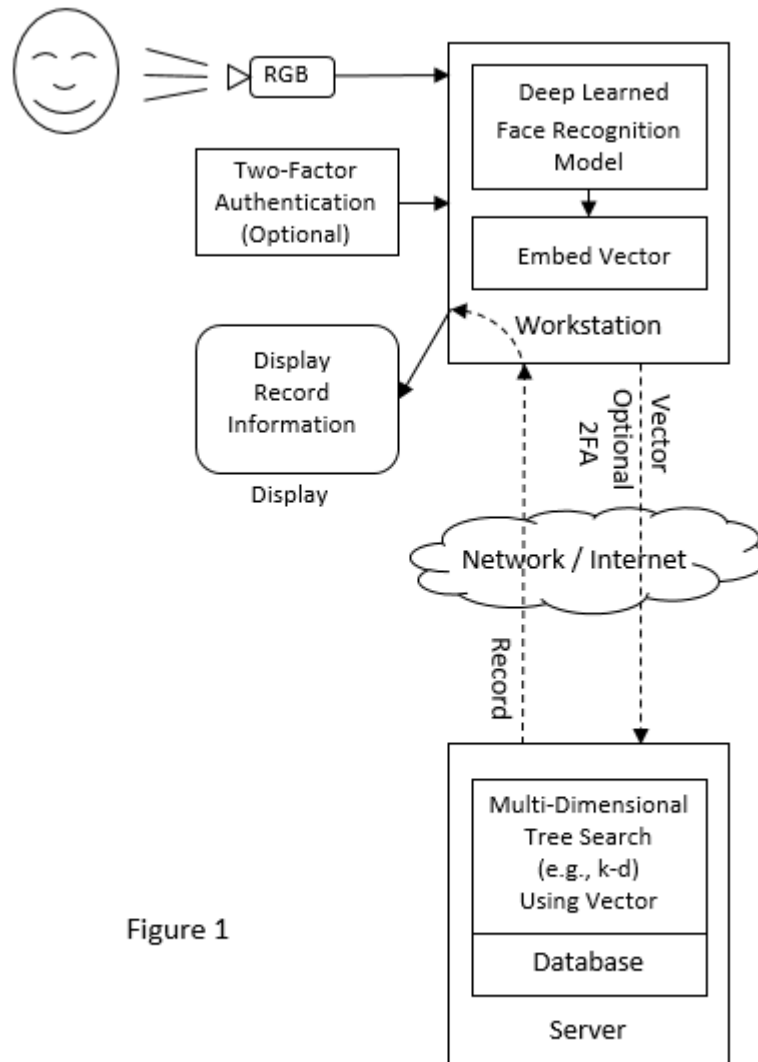 RGB
Deep Learned
Face Recognition
Model
Two-Factor
Authentication
(Optional)
Embed Vector
Workstation
Display
Record
Information
Display
Vector
Optional
2FA
Network / Internet
Record
Multi-Dimensional
Tree Search
(e.g., k-d)
Using Vector
Figure 1
Database
Server